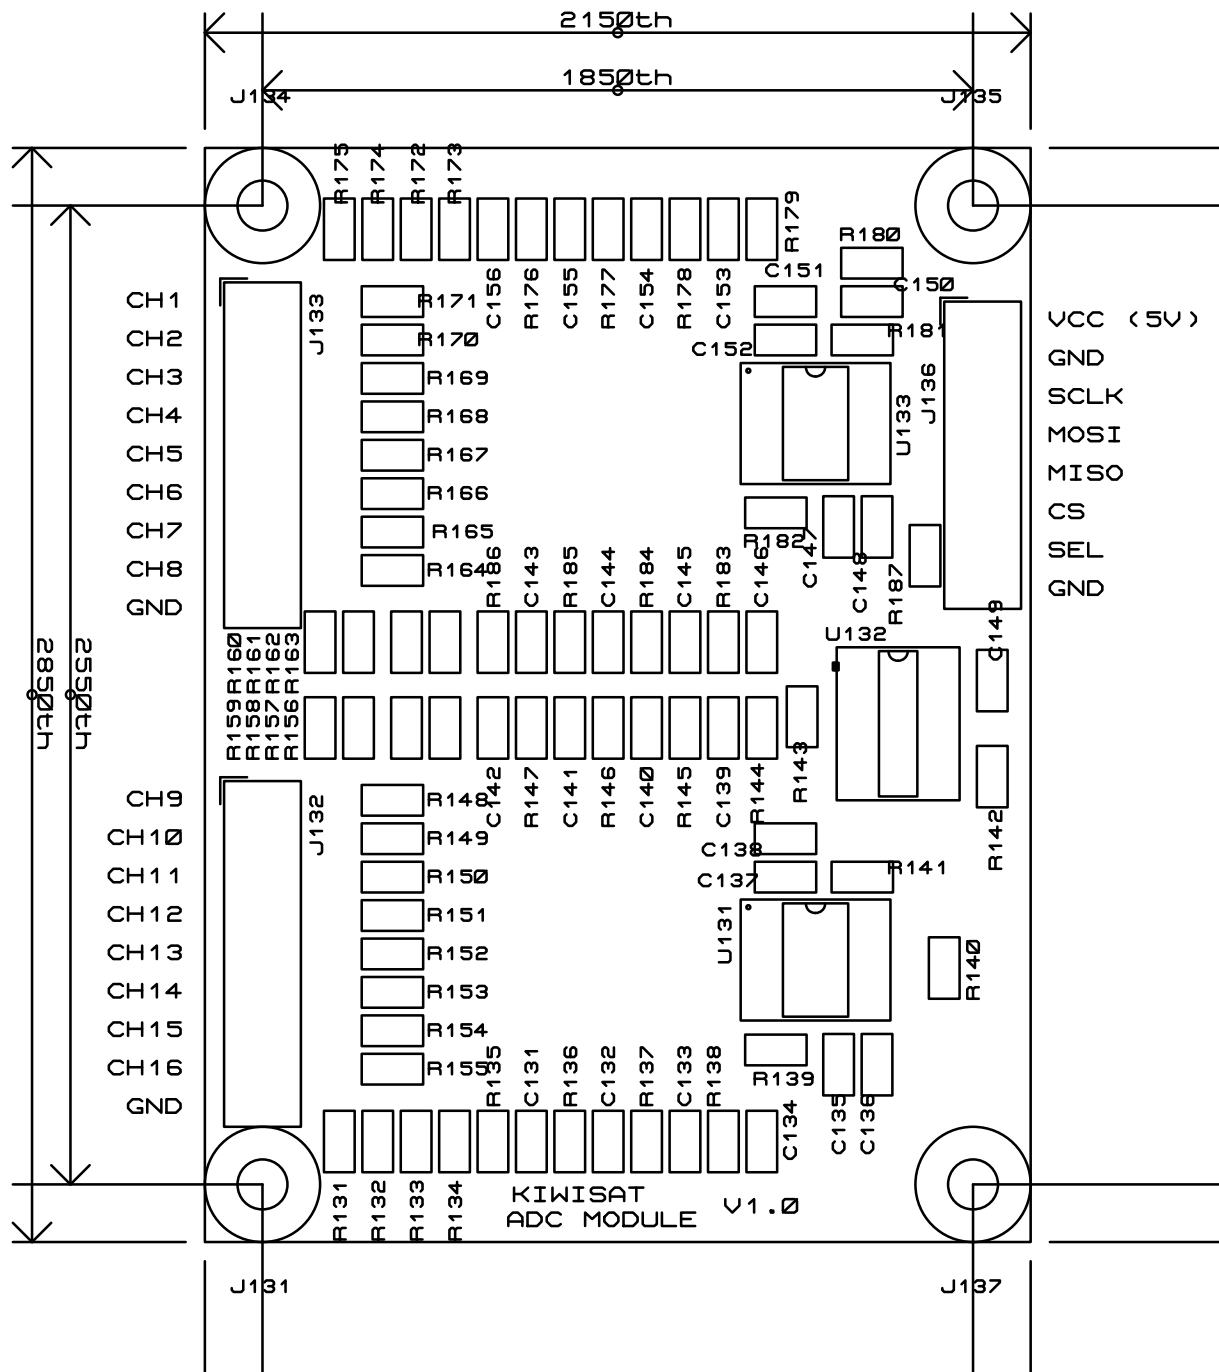 2150th
1850th
J134
J135
R175
R174
R172
R173
R179
R180
C151
C150
C156
R176
C155
R177
C154
R178
C153
CH1
CH2
CH3
CH4
CH5
CH6
CH7
CH8
GND
J133
R171
R170
R169
R168
R167
R166
R165
R164
C152
R181
U133
J136
VCC (5V)
GND
SCLK
MOSI
MISO
CS
SEL
GND
R182
C147
C148
R187
R186
C143
R185
C144
R184
C145
R183
C146
U132
C149
2850th
2550th
R160
R161
R162
R163
R159
R158
R157
R156
R143
C142
R147
C141
R146
C140
R145
C139
R144
R142
CH9
CH10
CH11
CH12
CH13
CH14
CH15
CH16
GND
J132
R148
R149
R150
R151
R152
R153
R154
R155
C138
C137
R141
U131
R140
R139
C135
C136
R135
C131
R136
C132
R137
C133
R138
C134
R131
R132
R133
R134
KIWISAT
ADC MODULE
V1.0
J131
J137